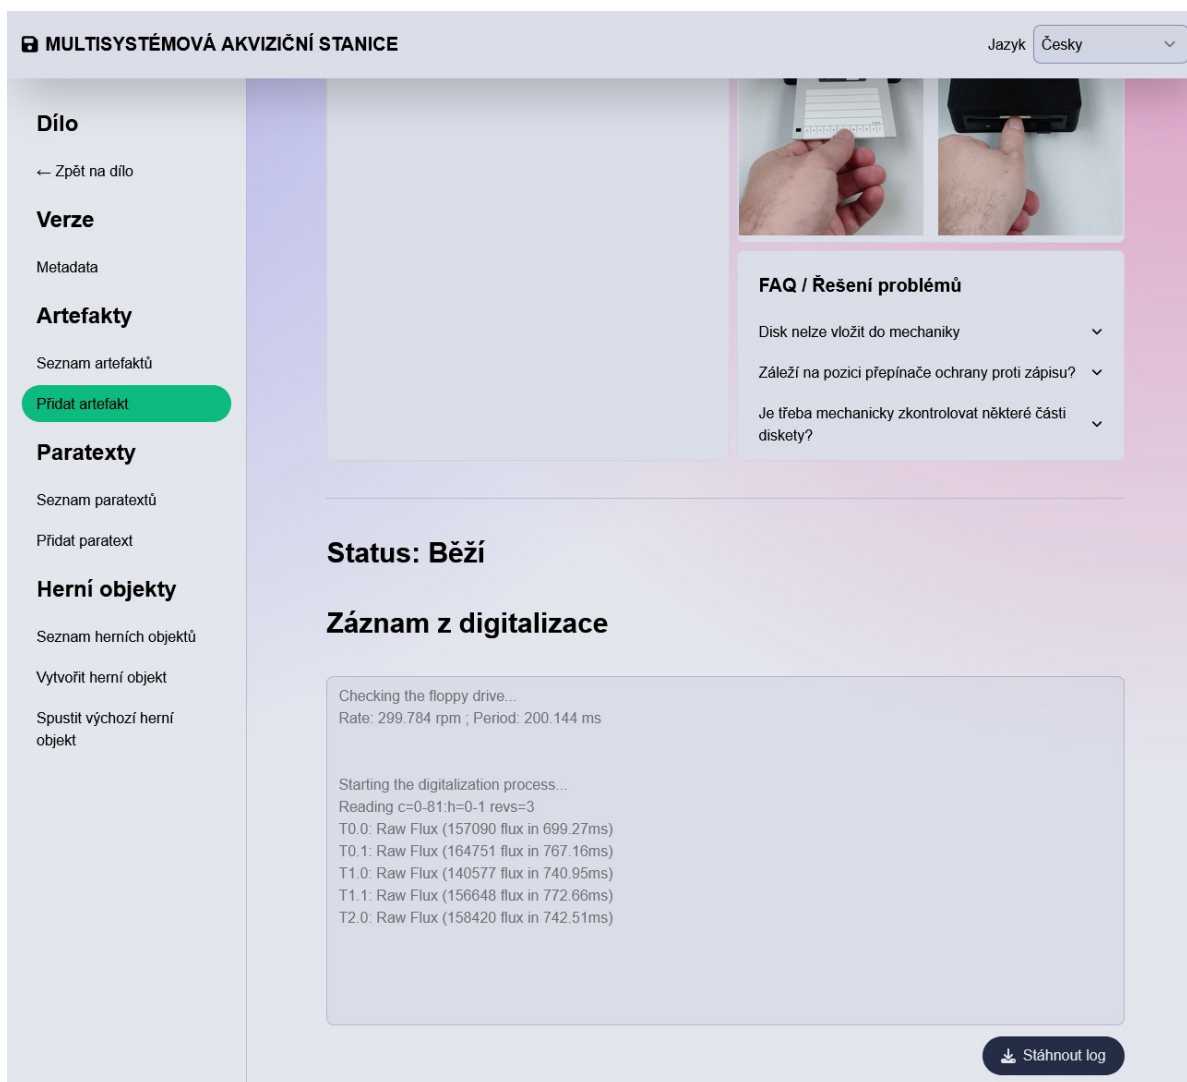 MULTISYSTÉMOVÁ AKVIZIČNÍ STANICE
Jazyk
Česky
Dílo
← Zpět na dílo
Verze
Metadata
Artefakty
Seznam artefaktů
Přidat artefakt
Paratexty
Seznam paratextů
Přidat paratext
Herní objekty
Seznam herních objektů
Vytvořit herní objekt
Spustit výchozí herní
objekt
FAQ / Řešení problémů
Disk nelze vložit do mechaniky
Záleží na pozici přepínače ochrany proti zápisu?
Je třeba mechanicky zkontrolovat některé části
diskety?
Status: Běží
Záznam z digitalizace
Checking the floppy drive...
Rate: 299.784 rpm ; Period: 200.144 ms
Starting the digitalization process...
Reading c=0-81:h=0-1 revs=3
T0.0: Raw Flux (157090 flux in 699.27ms)
T0.1: Raw Flux (164751 flux in 767.16ms)
T1.0: Raw Flux (140577 flux in 740.95ms)
T1.1: Raw Flux (156648 flux in 772.66ms)
T2.0: Raw Flux (158420 flux in 742.51ms)
Stáhnout log